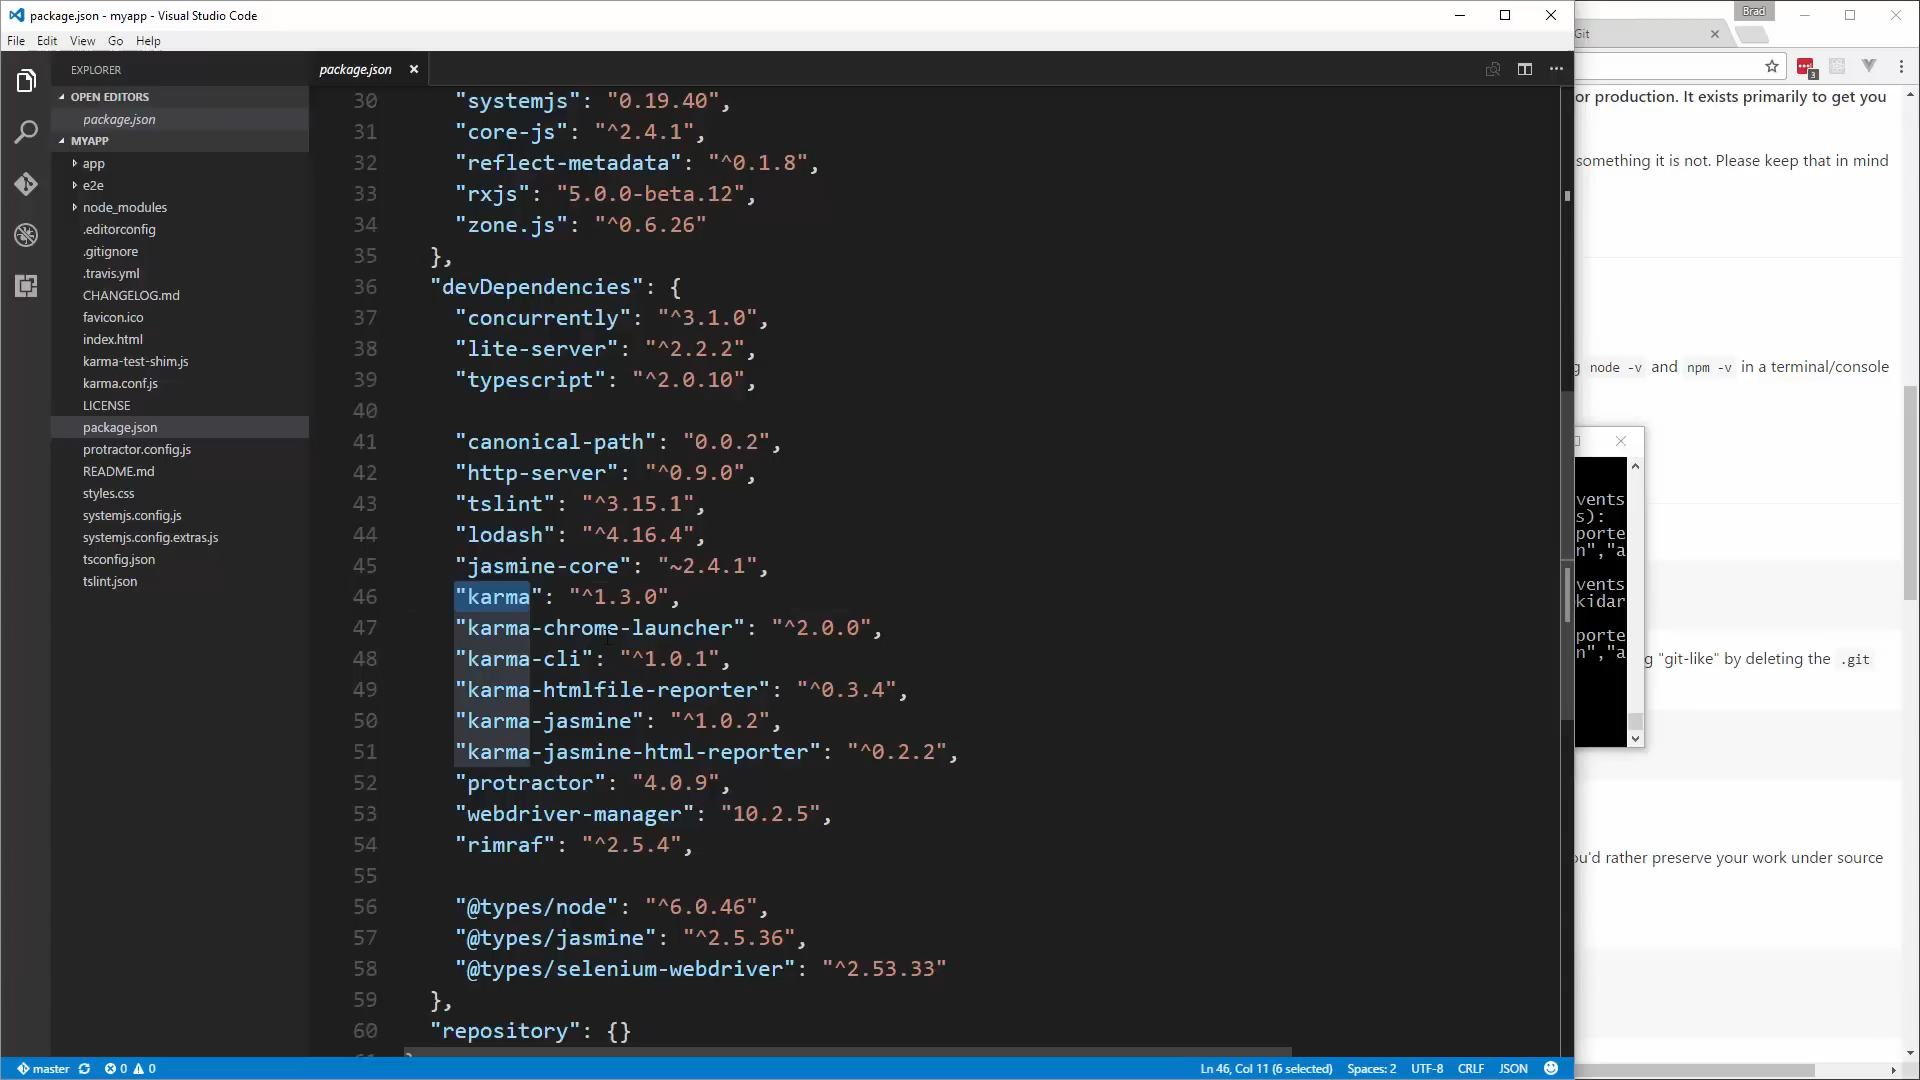 package.json - myapp - Visual Studio Code
File Edit View Go Help
EXPLORER
OPEN EDITORS
package.json
MYAPP
app
e2e
node_modules
.editorconfig
.gitignore
.travis.yml
CHANGELOG.md
favicon.ico
index.html
karma-test-shim.js
karma.conf.js
LICENSE
package.json
protractor.config.js
README.md
styles.css
systemjs.config.js
systemjs.config.extras.js
tsconfig.json
tslint.json
package.json
30 "systemjs": "0.19.40",
31 "core-js": "^2.4.1",
32 "reflect-metadata": "^0.1.8",
33 "rxjs": "5.0.0-beta.12",
34 "zone.js": "^0.6.26"
35 },
36 "devDependencies": {
37 "concurrently": "^3.1.0",
38 "lite-server": "^2.2.2",
39 "typescript": "^2.0.10",
40
41 "canonical-path": "0.0.2",
42 "http-server": "^0.9.0",
43 "tslint": "^3.15.1",
44 "lodash": "^4.16.4",
45 "jasmine-core": "~2.4.1",
46 "karma": "^1.3.0",
47 "karma-chrome-launcher": "^2.0.0",
48 "karma-cli": "^1.0.1",
49 "karma-htmlfile-reporter": "^0.3.4",
50 "karma-jasmine": "^1.0.2",
51 "karma-jasmine-html-reporter": "^0.2.2",
52 "protractor": "4.0.9",
53 "webdriver-manager": "10.2.5",
54 "rimraf": "^2.5.4",
55
56 "@types/node": "^6.0.46",
57 "@types/jasmine": "^2.5.36",
58 "@types/selenium-webdriver": "^2.53.33"
59 },
60 "repository": {}
master 0 0
Ln 46, Col 11 (6 selected) Spaces: 2 UTF-8 CRLF JSON
Brad
Git
3
or production. It exists primarily to get you
something it is not. Please keep that in mind
g node -v and npm -v in a terminal/console
vents
s):
porte
n","a
vents
kidar
porte
n","a
g "git-like" by deleting the .git
ou'd rather preserve your work under source